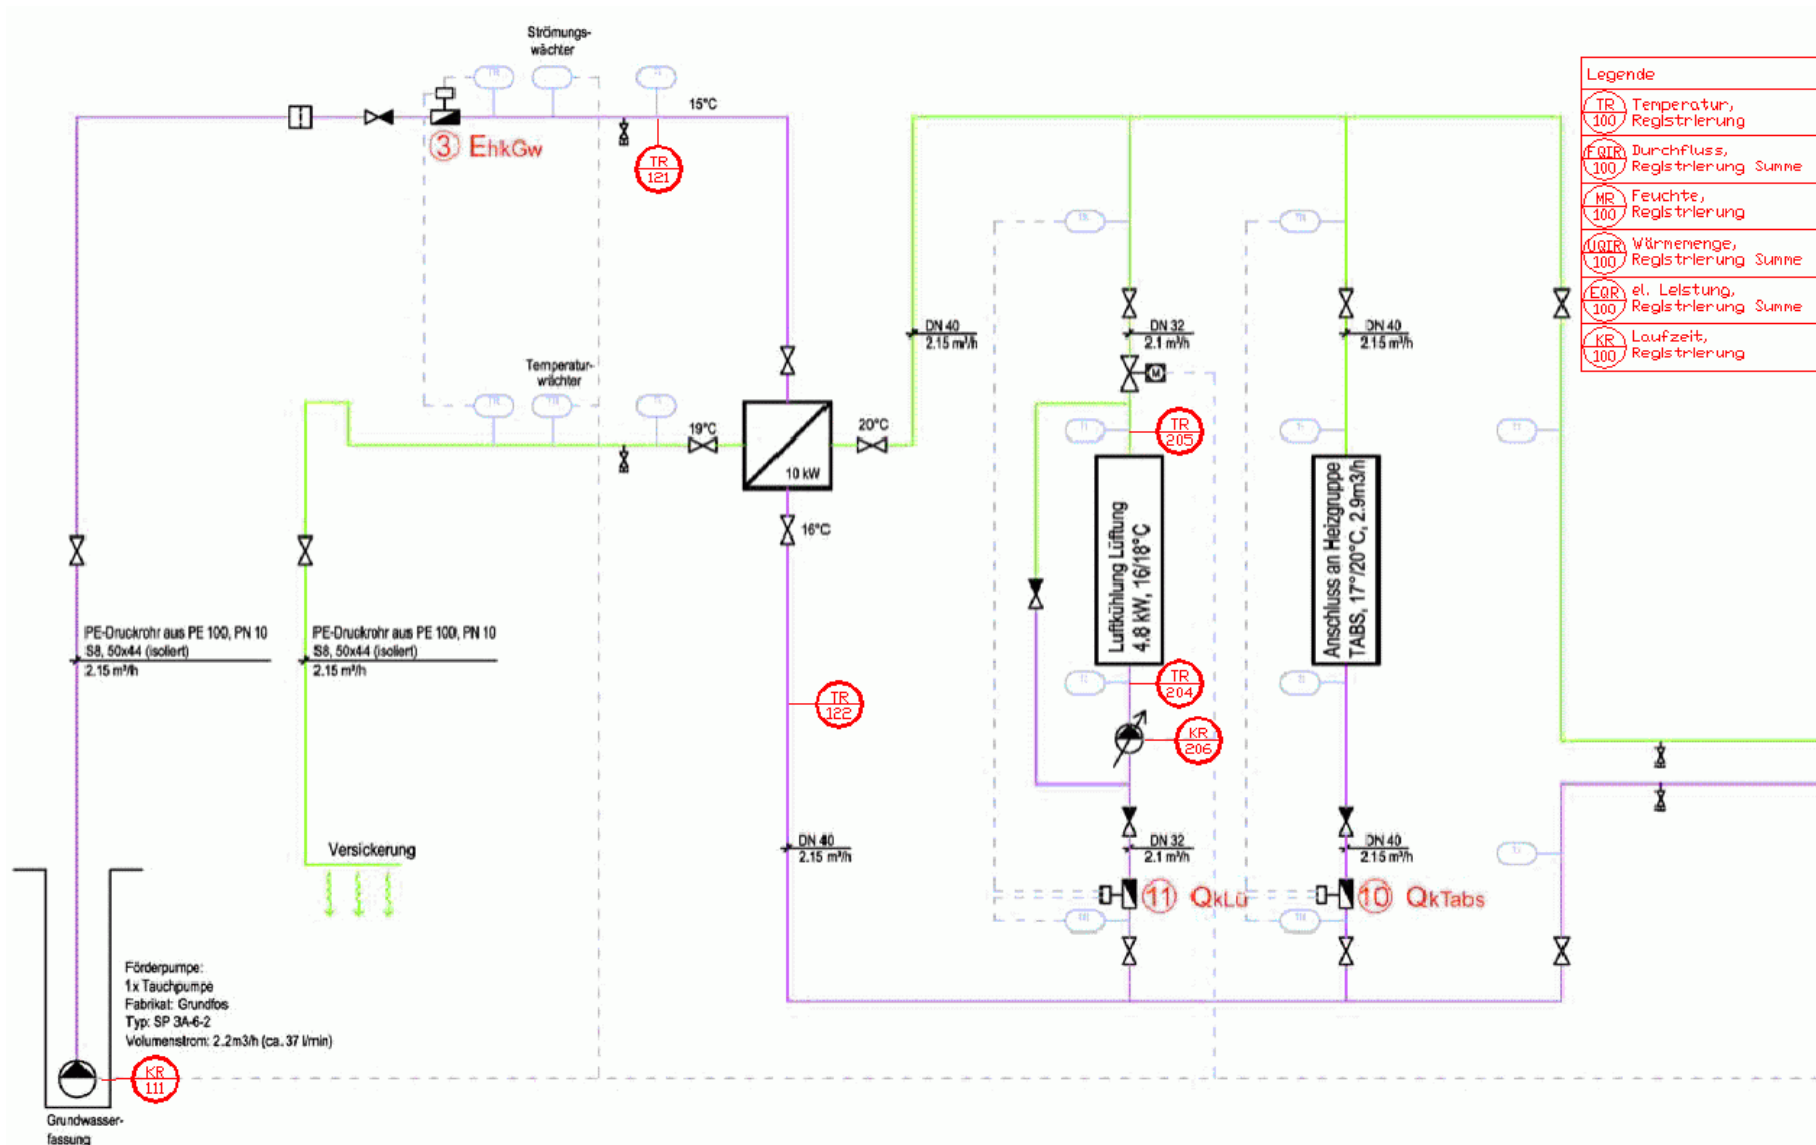 Strömungs-
wächter
15°C
3 EhkGw
TR
121
Legende
TR
100
Temperatur,
Registrierung
FQIR
100
Durchfluss,
Registrierung Summe
MR
100
Feuchte,
Registrierung
UQIR
100
Wärmemenge,
Registrierung Summe
EQR
100
el. Leistung,
Registrierung Summe
KR
100
Laufzeit,
Registrierung
DN 40
2.15 m³/h
DN 32
2.1 m³/h
DN 40
2.15 m³/h
Temperatur-
wächter
M
19°C
20°C
10 kW
16°C
TR
205
Luftkühlung Lüftung
4.8 kW, 16/18°C
Anschluss an Heizgruppe
TABS, 17°/20°C, 2.9m3/h
PE-Druckrohr aus PE 100, PN 10
S8, 50x44 (isoliert)
2.15 m³/h
PE-Druckrohr aus PE 100, PN 10
S8, 50x44 (isoliert)
2.15 m³/h
TR
122
TR
204
KR
206
Versickerung
DN 40
2.15 m³/h
DN 32
2.1 m³/h
DN 40
2.15 m³/h
11 QkLü
10 QkTabs
Förderpumpe:
1x Tauchpumpe
Fabrikat: Grundfos
Typ: SP 3A-6-2
Volumenstrom: 2.2m3/h (ca. 37 l/min)
KR
111
Grundwasser-
fassung